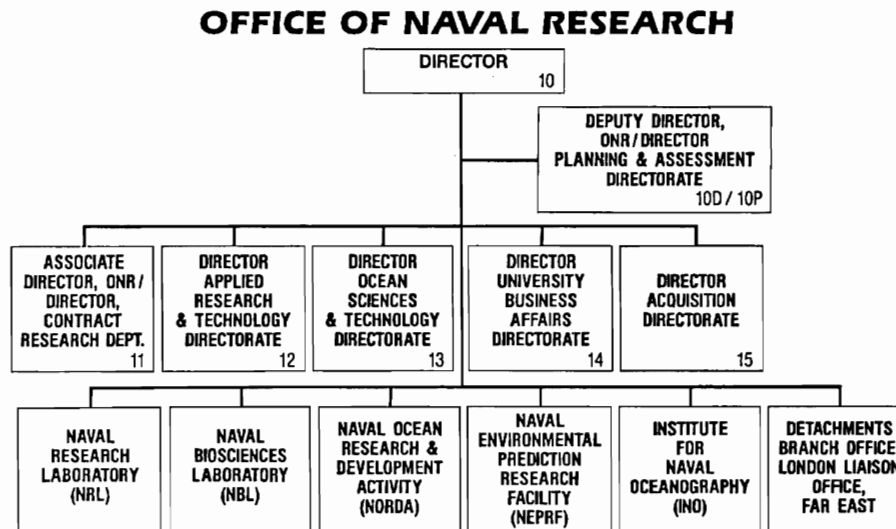 OFFICE OF NAVAL RESEARCH
DIRECTOR
10
DEPUTY DIRECTOR,
ONR/DIRECTOR
PLANNING & ASSESSMENT
DIRECTORATE
10D / 10P
ASSOCIATE
DIRECTOR, ONR/
DIRECTOR,
CONTRACT
RESEARCH DEPT.
11
DIRECTOR
APPLIED
RESEARCH
& TECHNOLOGY
DIRECTORATE
12
DIRECTOR
OCEAN
SCIENCES
& TECHNOLOGY
DIRECTORATE
13
DIRECTOR
UNIVERSITY
BUSINESS
AFFAIRS
DIRECTORATE
14
DIRECTOR
ACQUISITION
DIRECTORATE
15
NAVAL
RESEARCH
LABORATORY
(NRL)
NAVAL
BIOSCIENCES
LABORATORY
(NBL)
NAVAL OCEAN
RESEARCH &
DEVELOPMENT
ACTIVITY
(NORDA)
NAVAL
ENVIRONMENTAL
PREDICTION
RESEARCH
FACILITY
(NEPRF)
INSTITUTE
FOR
NAVAL
OCEANOGRAPHY
(INO)
DETACHMENTS
BRANCH OFFICE
LONDON LIAISON
OFFICE,
FAR EAST